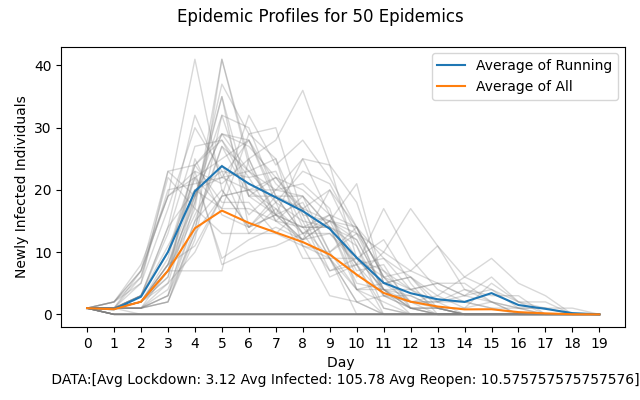 Epidemic Profiles for 50 Epidemics
Average of Running
Average of All
Newly Infected Individuals
40
30
20
10
0
0 1 2 3 4 5 6 7 8 9 10 11 12 13 14 15 16 17 18 19
Day
DATA:[Avg Lockdown: 3.12 Avg Infected: 105.78 Avg Reopen: 10.575757575757576]